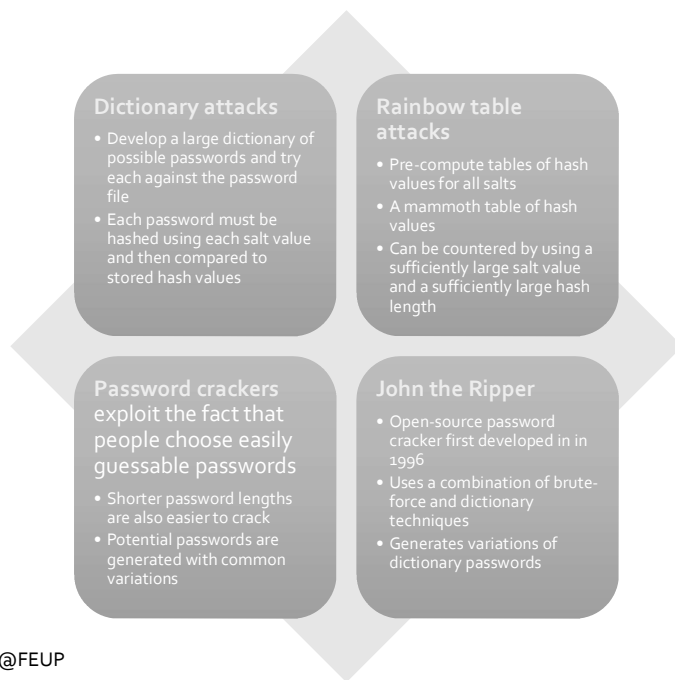 Dictionary attacks
• Develop a large dictionary of
possible passwords and try
each against the password
file
• Each password must be
hashed using each salt value
and then compared to
stored hash values
Rainbow table
attacks
• Pre-compute tables of hash
values for all salts
• A mammoth table of hash
values
• Can be countered by using a
sufficiently large salt value
and a sufficiently large hash
length
Password crackers
exploit the fact that
people choose easily
guessable passwords
• Shorter password lengths
are also easier to crack
• Potential passwords are
generated with common
variations
John the Ripper
• Open-source password
cracker first developed in in
1996
• Uses a combination of brute-
force and dictionary
techniques
• Generates variations of
dictionary passwords
@FEUP